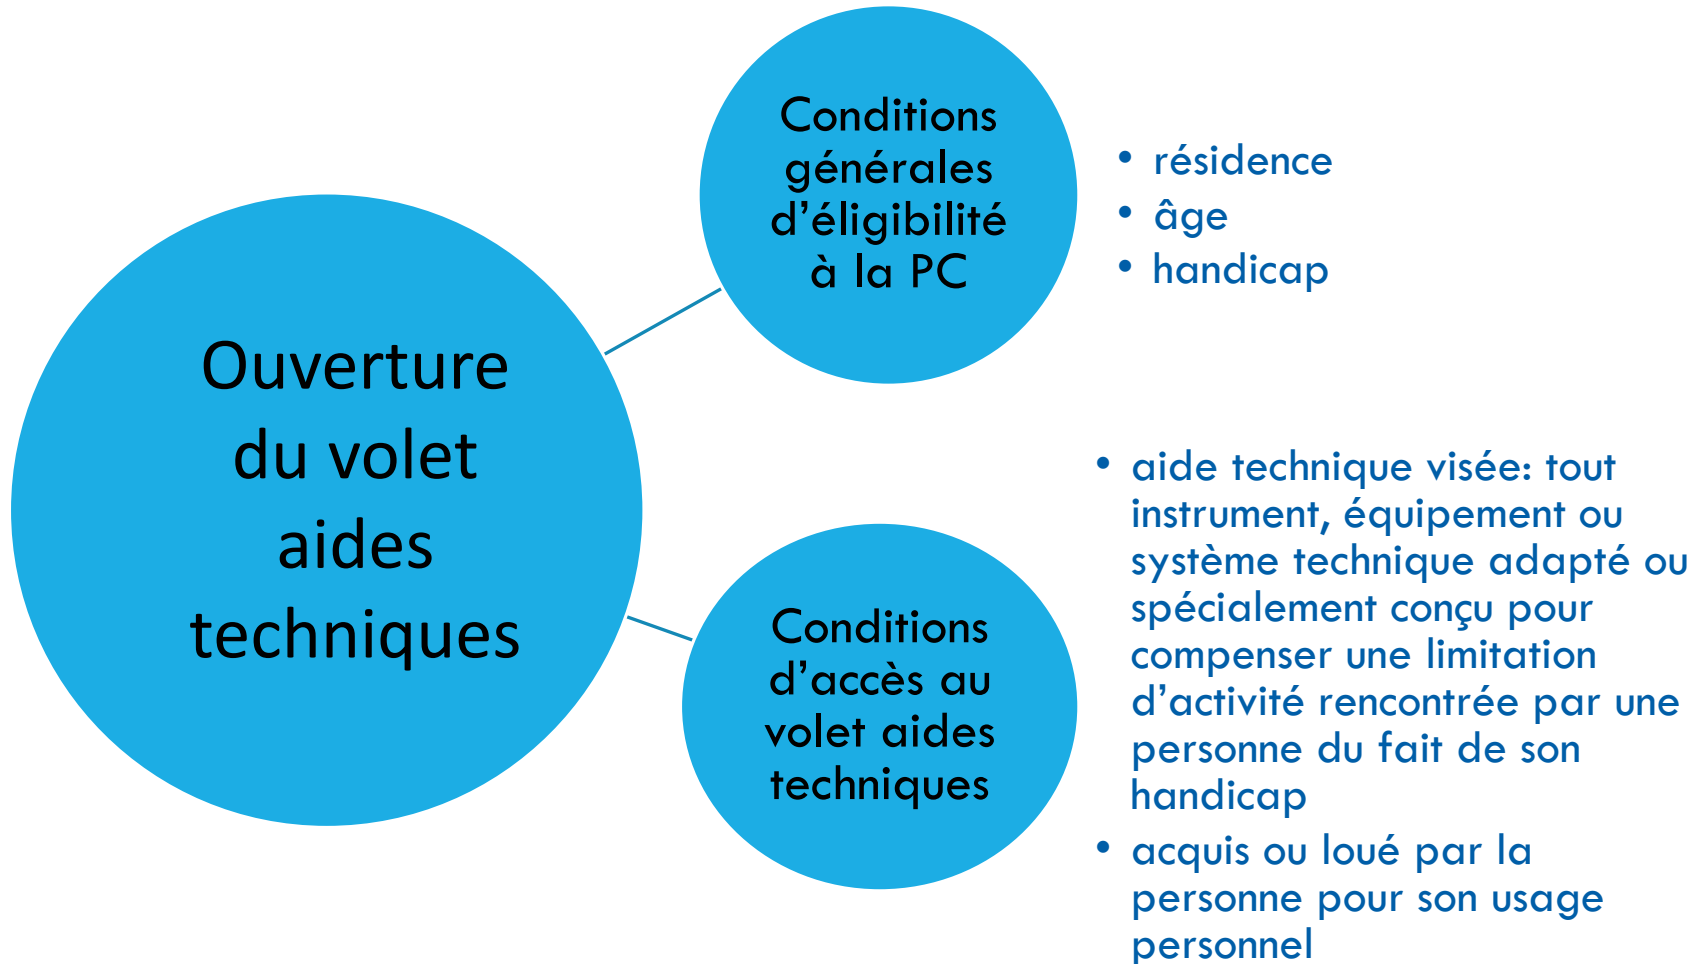 Ouverture
du volet
aides
techniques
Conditions
générales
d’éligibilité
à la PC
• résidence
• âge
• handicap
Conditions
d’accès au
volet aides
techniques
• aide technique visée: tout
instrument, équipement ou
système technique adapté ou
spécialement conçu pour
compenser une limitation
d’activité rencontrée par une
personne du fait de son
handicap
• acquis ou loué par la
personne pour son usage
personnel